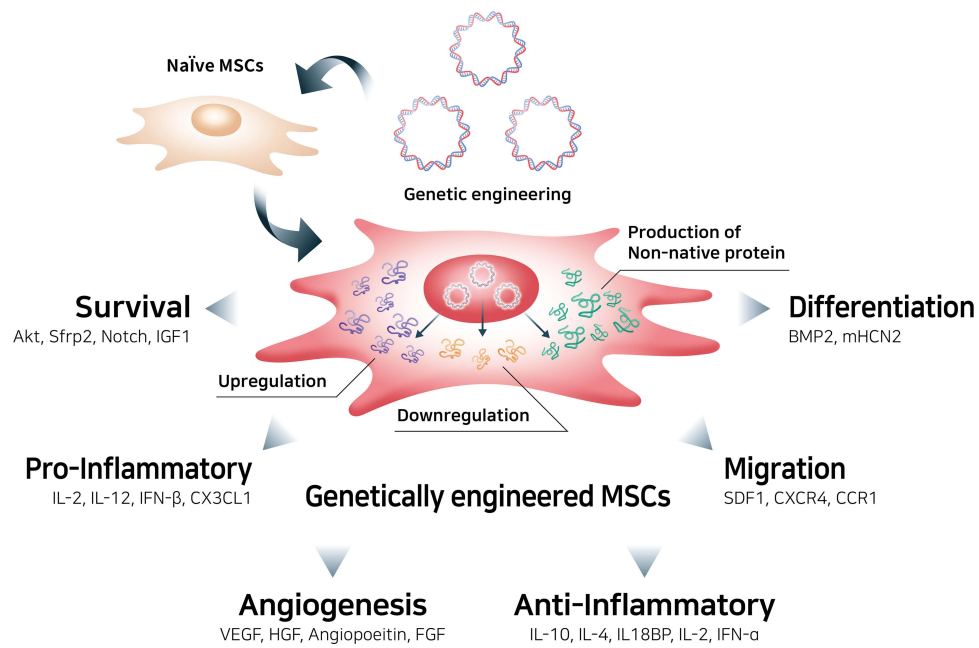 NaÏve MSCs
Genetic engineering
Production of
Non-native protein
Survival
Akt, Sfrp2, Notch, IGF1
Differentiation
BMP2, mHCN2
Upregulation
Downregulation
Pro-Inflammatory
IL-2, IL-12, IFN-β, CX3CL1
Genetically engineered MSCs
Migration
SDF1, CXCR4, CCR1
Angiogenesis
VEGF, HGF, Angiopoeitin, FGF
Anti-Inflammatory
IL-10, IL-4, IL18BP, IL-2, IFN-α